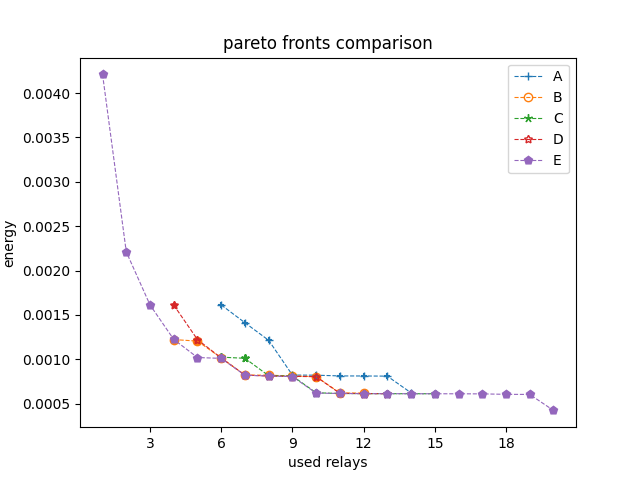 pareto fronts comparison
A
B
C
D
E
energy
0.0040
0.0035
0.0030
0.0025
0.0020
0.0015
0.0010
0.0005
3 6 9 12 15 18
used relays